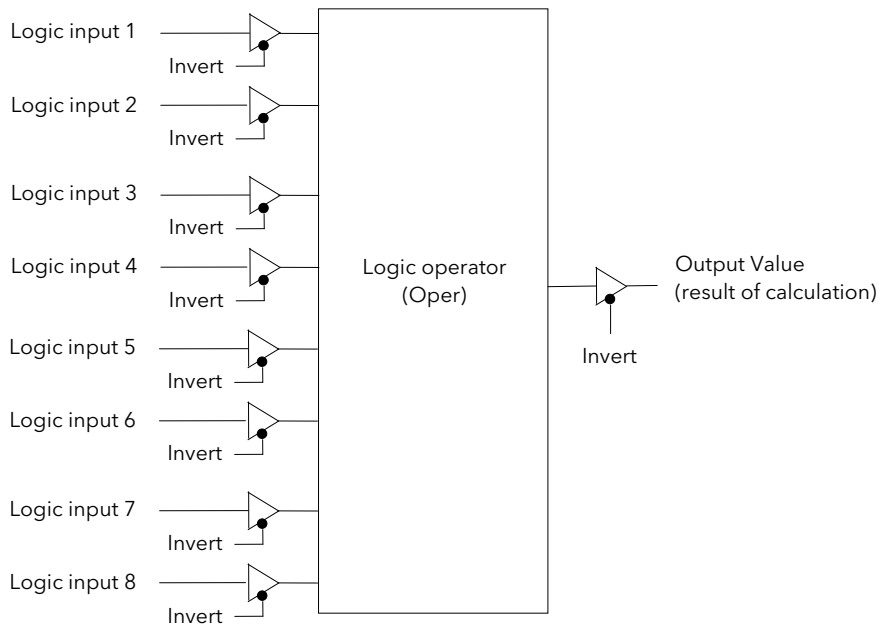 Logic input 1
Invert
Logic input 2
Invert
Logic input 3
Invert
Logic input 4
Invert
Logic input 5
Invert
Logic input 6
Invert
Logic input 7
Invert
Logic input 8
Invert
Logic operator
(Oper)
Output Value
(result of calculation)
Invert